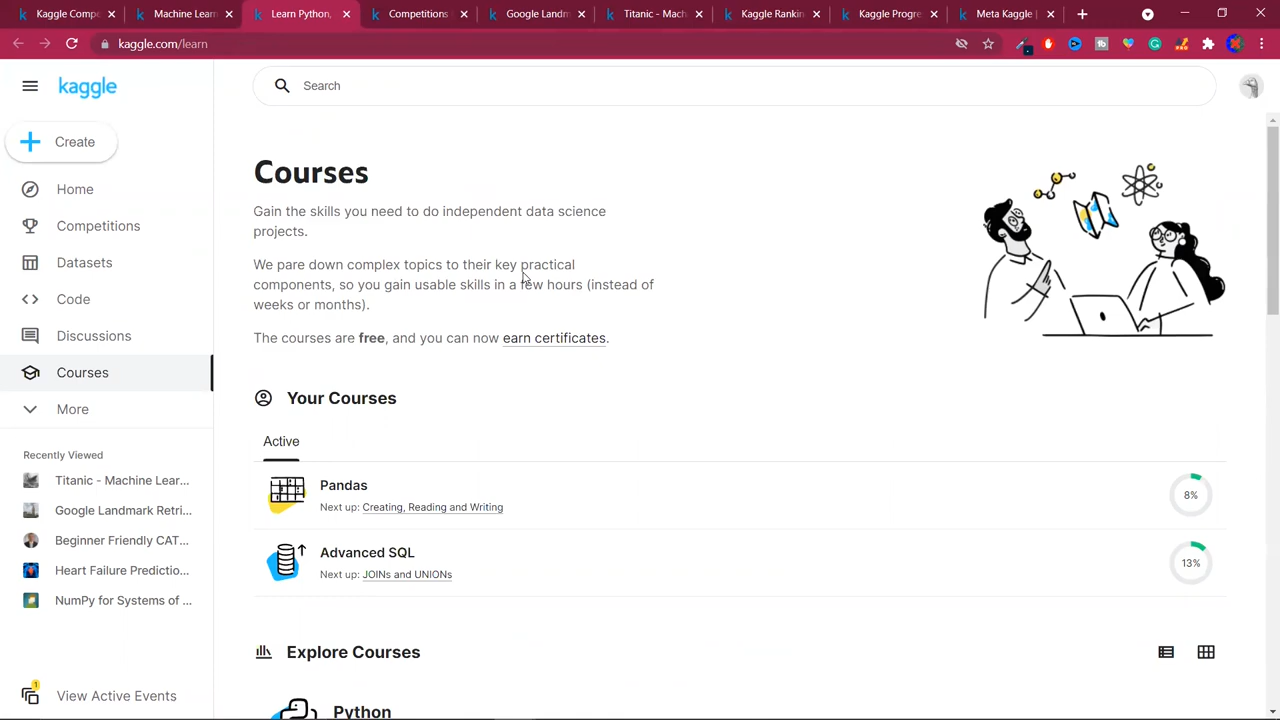 Kaggle Compe
Machine Learn
Learn Python,
Competitions
Google Landm
Titanic - Mach
Kaggle Rankin
Kaggle Progre
Meta Kaggle |
kaggle.com/learn
kaggle
Search
Create
Home
Competitions
Datasets
Code
Discussions
Courses
More
Recently Viewed
Titanic - Machine Lear...
Google Landmark Retri...
Beginner Friendly CAT...
Heart Failure Predictio...
NumPy for Systems of ...
1
View Active Events
Courses
Gain the skills you need to do independent data science
projects.
We pare down complex topics to their key practical
components, so you gain usable skills in a few hours (instead of
weeks or months).
The courses are free, and you can now earn certificates.
Your Courses
Active
Pandas
Next up: Creating, Reading and Writing
8%
Advanced SQL
Next up: JOINs and UNIONs
13%
Explore Courses
Python